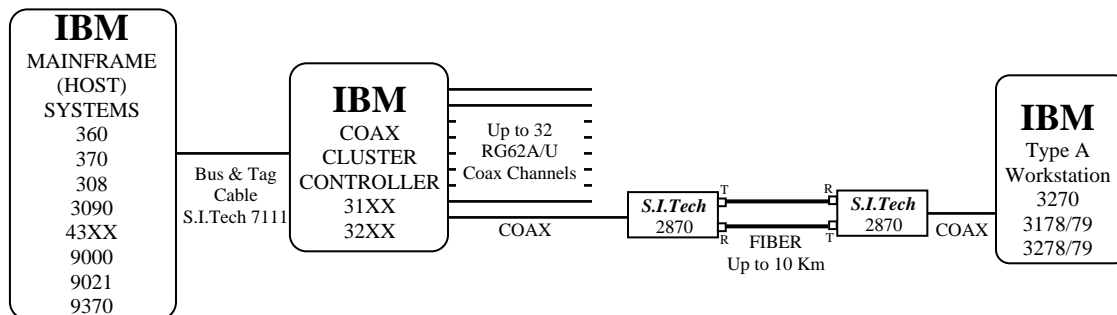 IBM
MAINFRAME
(HOST)
SYSTEMS
360
370
308
3090
43XX
9000
9021
9370
Bus & Tag
Cable
S.I.Tech 7111
IBM
COAX
CLUSTER
CONTROLLER
31XX
32XX
Up to 32
RG62A/U
Coax Channels
COAX
S.I.Tech
2870
T
R
FIBER
Up to 10 Km
R
T
S.I.Tech
2870
COAX
IBM
Type A
Workstation
3270
3178/79
3278/79